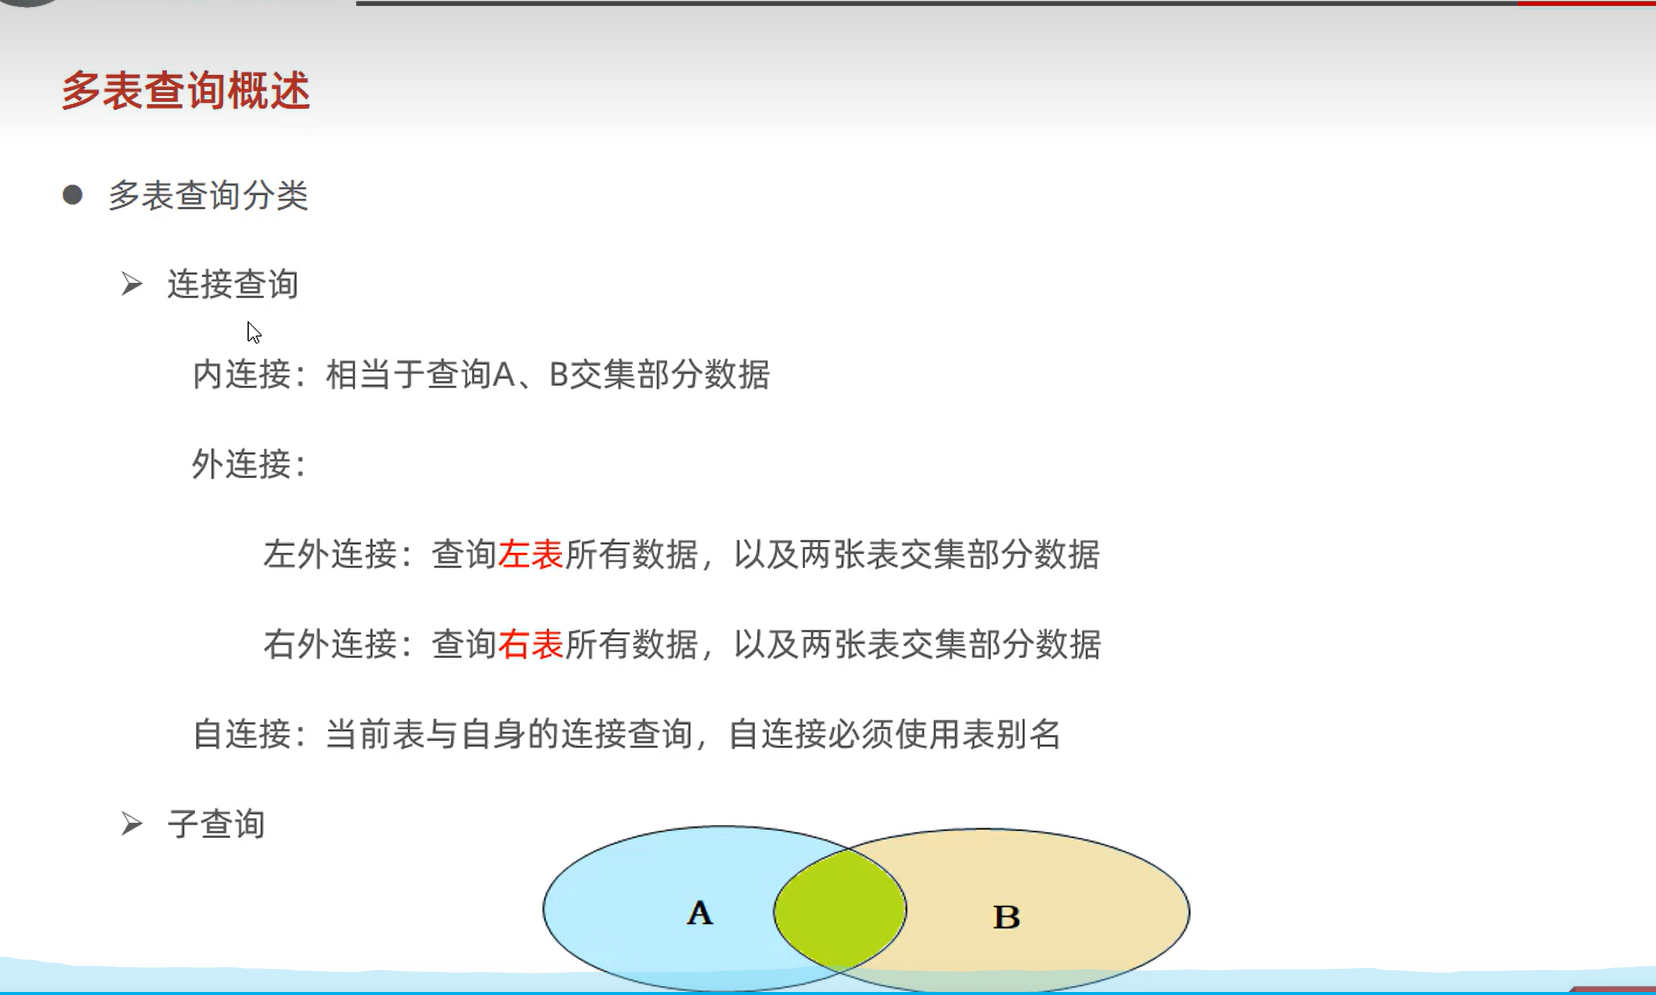 多表查询概述
多表查询分类
连接查询
内连接：相当于查询A、B交集部分数据
外连接：
左外连接：查询左表所有数据，以及两张表交集部分数据
右外连接：查询右表所有数据，以及两张表交集部分数据
自连接：当前表与自身的连接查询，自连接必须使用表别名
子查询
A
B